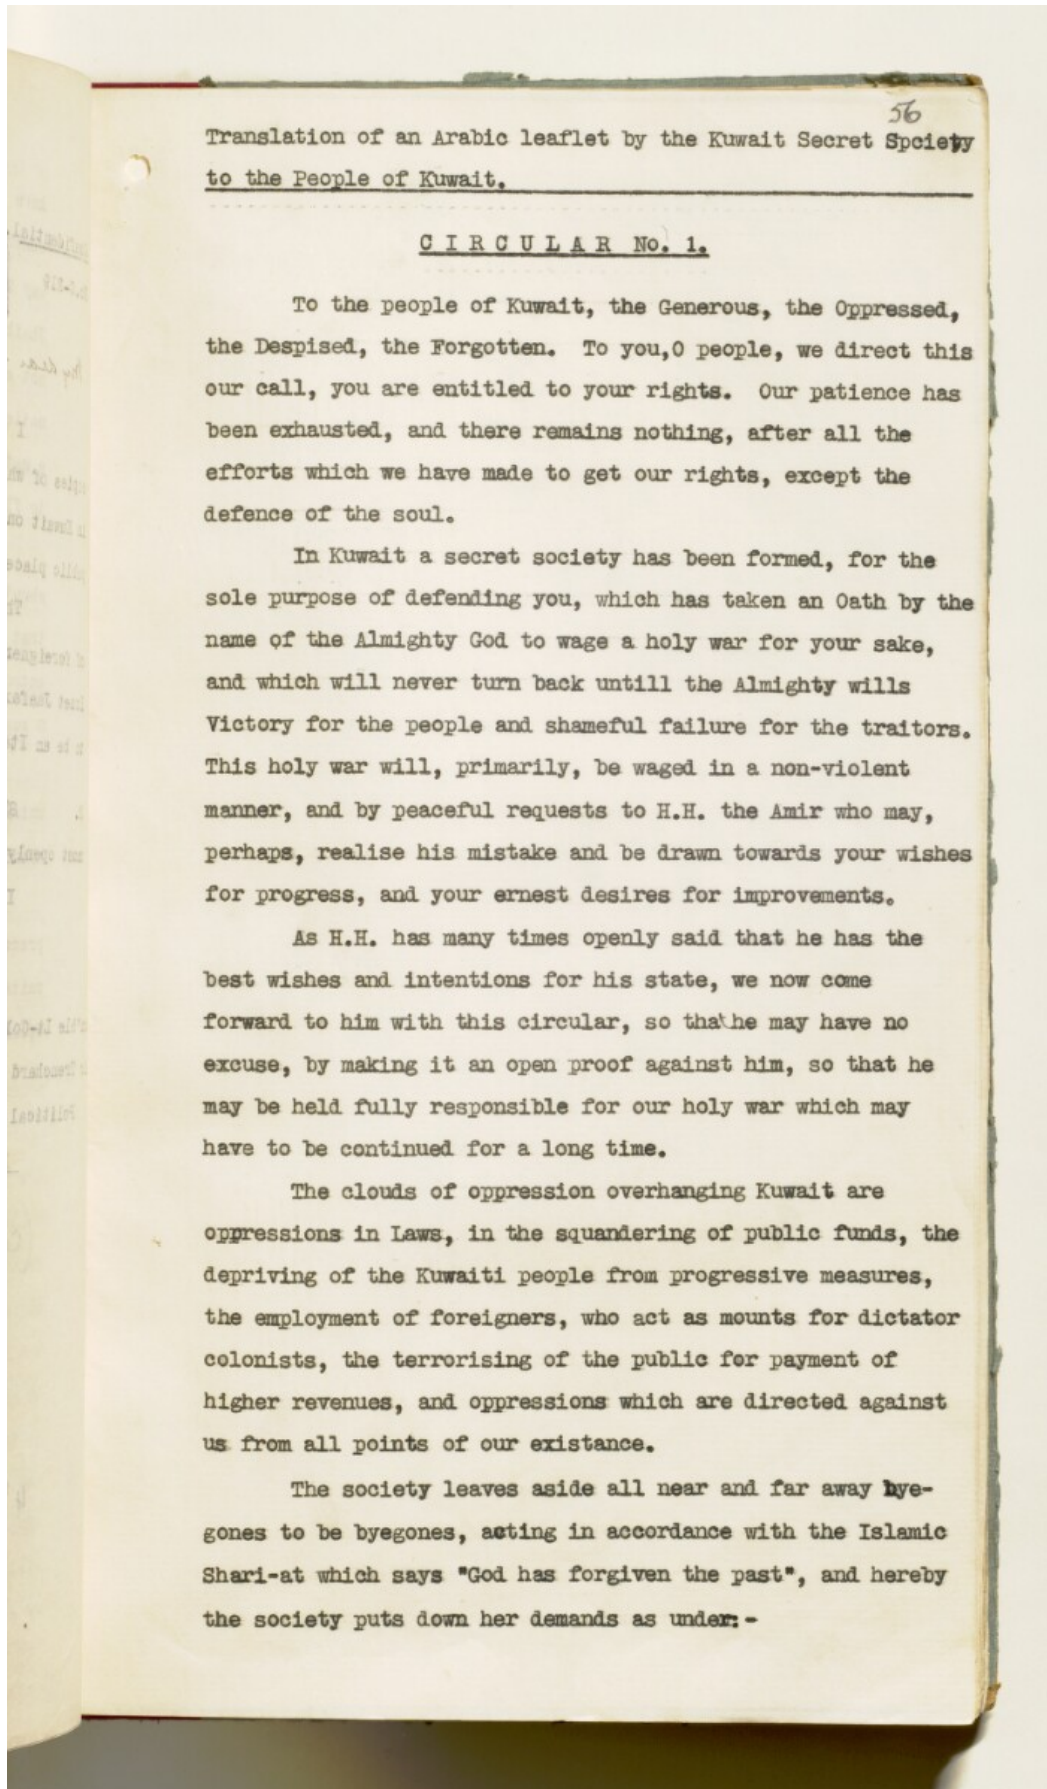 56
Translation of an Arabic leaflet by the Kuwait Secret Spciety
to the People of Kuwait.
CIRCULAR No. 1.
To the people of Kuwait, the Generous, the Oppressed,
the Despised, the Forgotten. To you,O people, we direct this
our call, you are entitled to your rights. Our patience has
been exhausted, and there remains nothing, after all the
efforts which we have made to get our rights, except the
defence of the soul.
In Kuwait a secret society has been formed, for the
sole purpose of defending you, which has taken an Oath by the
name of the Almighty God to wage a holy war for your sake,
and which will never turn back untill the Almighty wills
Victory for the people and shameful failure for the traitors.
This holy war will, primarily, be waged in a non-violent
manner, and by peaceful requests to H.H. the Amir who may,
perhaps, realise his mistake and be drawn towards your wishes
for progress, and your ernest desires for improvements.
As H.H. has many times openly said that he has the
best wishes and intentions for his state, we now come
forward to him with this circular, so that he may have no
excuse, by making it an open proof against him, so that he
may be held fully responsible for our holy war which may
have to be continued for a long time.
The clouds of oppression overhanging Kuwait are
oppressions in Laws, in the squandering of public funds, the
depriving of the Kuwaiti people from progressive measures,
the employment of foreigners, who act as mounts for dictator
colonists, the terrorising of the public for payment of
higher revenues, and oppressions which are directed against
us from all points of our existance.
The society leaves aside all near and far away bye-
gones to be byegones, acting in accordance with the Islamic
Shari-at which says "God has forgiven the past", and hereby
the society puts down her demands as under:-